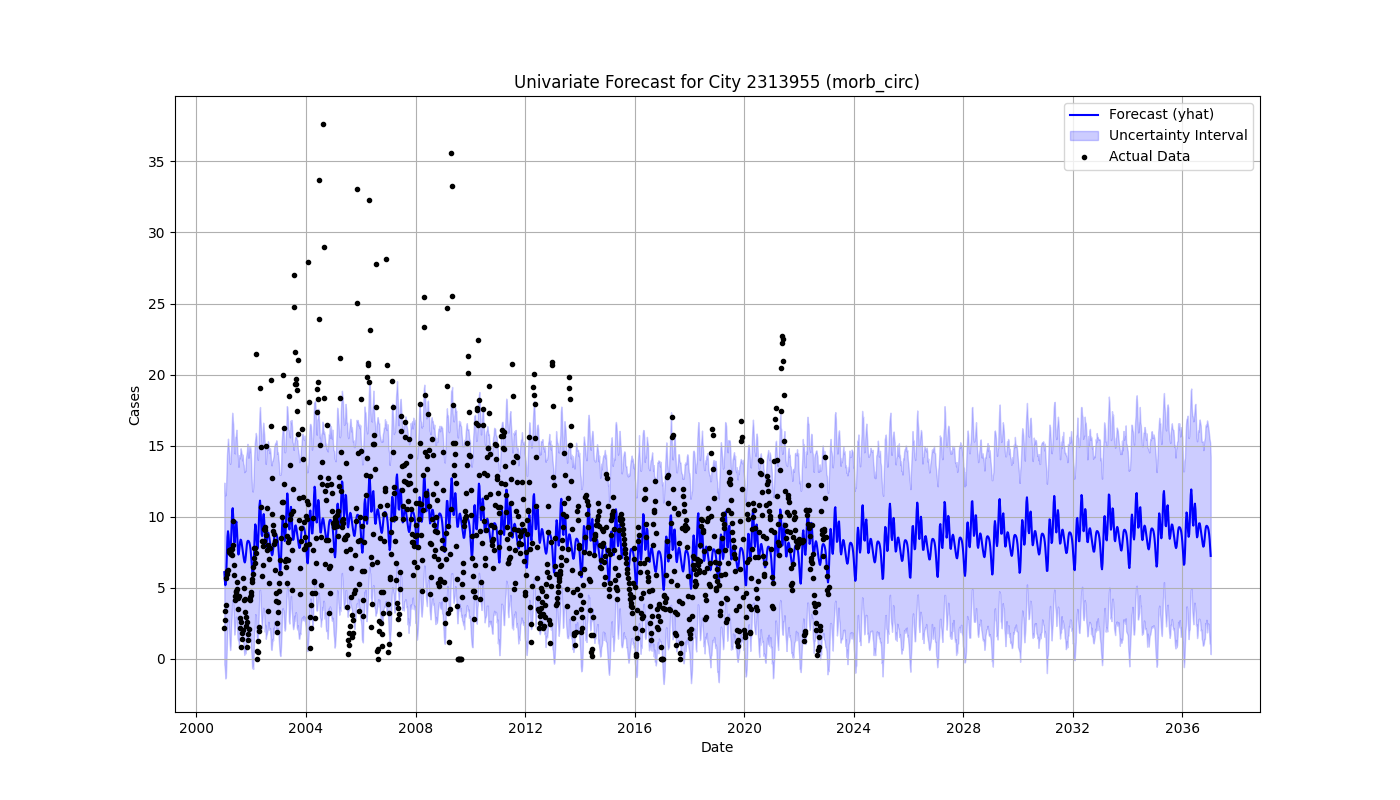 Univariate Forecast for City 2313955 (morb_circ)
Forecast (yhat)
Uncertainty Interval
Actual Data
Cases
35
30
25
20
15
10
5
0
2000 2004 2008 2012 2016 2020 2024 2028 2032 2036
Date